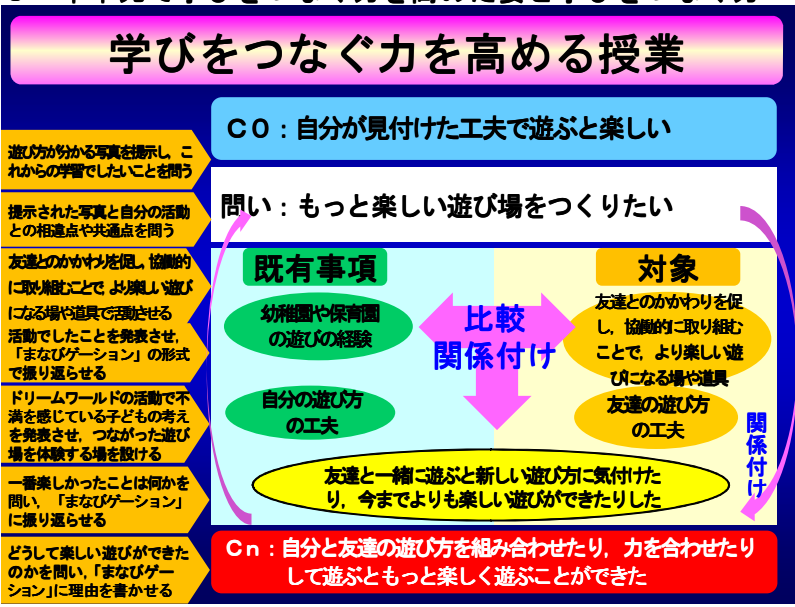 学びをつなぐ力を高める授業
CO：自分が見付けた工夫で遊ぶと楽しい
問い：もっと楽しい遊び場をつくりたい
遊び方が分かる写真を提示し，こ
れからの学習でしたいことを問う
提示された写真と自分の活動
との相違点や共通点を問う
友達とのかかわりを促し，協働的
に取り組むことで，より楽しい遊び
になる場や道具で活動させる
活動でしたことを発表させ，
「まなびゲーション」の形式
で振り返らせる
ドリームワールドの活動で不
満を感じている子どもの考え
を発表させ，つながった遊び
場を体験する場を設ける
一番楽しかったことは何かを
問い，「まなびゲーション」
に振り返らせる
どうして楽しい遊びができた
のかを問い，「まなびゲー
ション」に理由を書かせる
既有事項
幼稚園や保育園
の遊びの経験
自分の遊び方
の工夫
比較
関係付け
対象
友達とのかかわりを促
し，協働的に取り組む
ことで，より楽しい遊
びになる場や道具
友達の遊び方
の工夫
関係付け
友達と一緒に遊ぶと新しい遊び方に気付けた
り，今までよりも楽しい遊びができたりした
Cn：自分と友達の遊び方を組み合わせたり，力を合わせたり
して遊ぶともっと楽しく遊ぶことができた